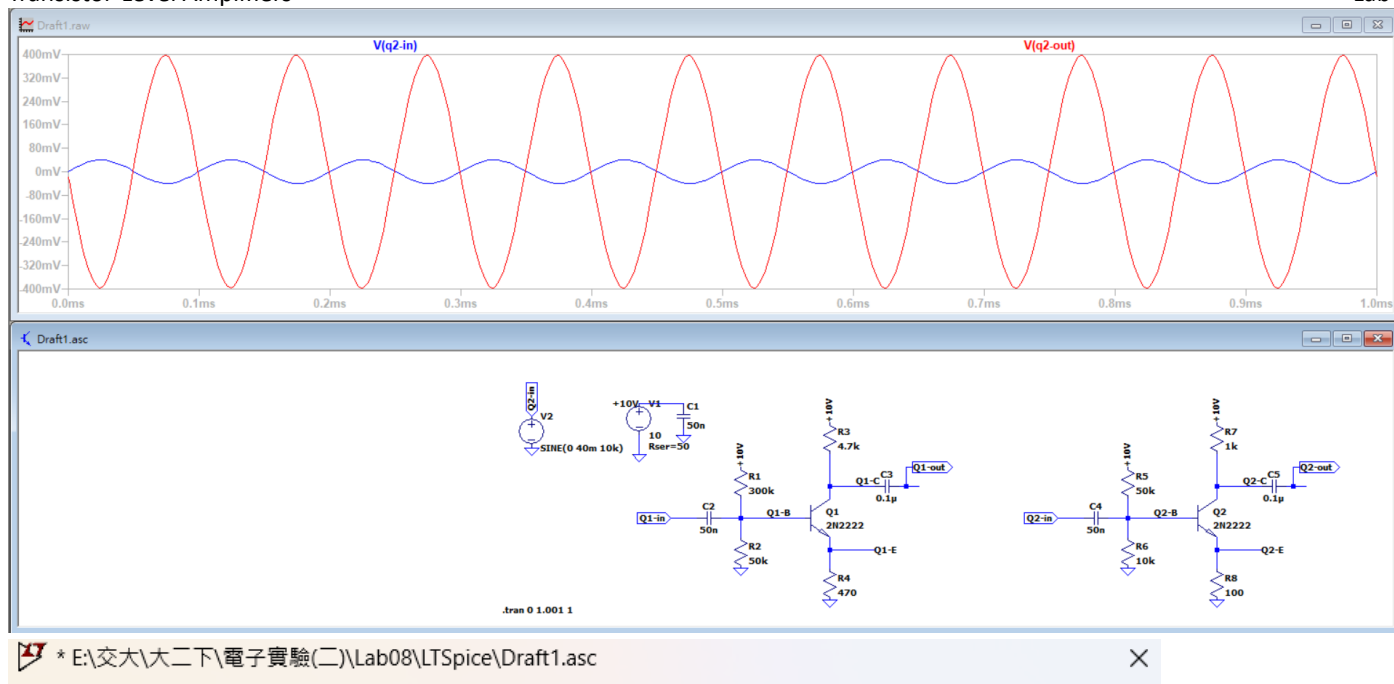 Transistor-Level Amplifiers Lab
Draft1.raw
V(q2-in) V(q2-out)
400mV
320mV
240mV
160mV
80mV
0mV
-80mV
-160mV
-240mV
-320mV
-400mV
0.0ms 0.1ms 0.2ms 0.3ms 0.4ms 0.5ms 0.6ms 0.7ms 0.8ms 0.9ms 1.0ms
Draft1.asc
Q2-in
V2
SINE(0 40m 10k)
+10V V1
10
Rser=50
C1
50n
+10V
R1
300k
+10V
R3
4.7k
Q1-C C3
0.1µ
Q1-out
Q1-in
C2
50n
Q1-B
Q1
2N2222
R2
50k
Q1-E
R4
470
+10V
R5
50k
+10V
R7
1k
Q2-C C5
0.1µ
Q2-out
Q2-in
C4
50n
Q2-B
Q2
2N2222
R6
10k
Q2-E
R8
100
.tran 0 1.001 1
* E:\交大\大二下\電子實驗(二)\Lab08\LTSpice\Draft1.asc